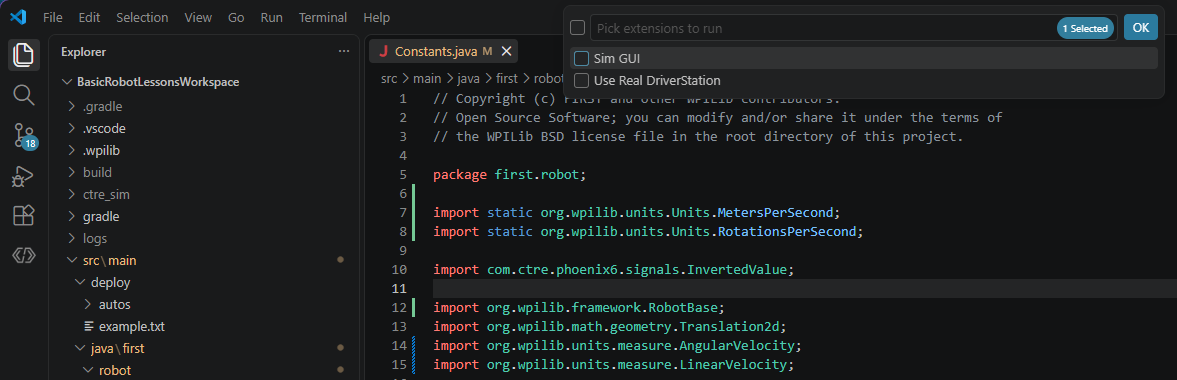 File Edit Selection View Go Run Terminal Help
Pick extensions to run 1 Selected OK
Sim GUI
Use Real DriverStation
Explorer
BasicRobotLessonsWorkspace
.gradle
.vscode
.wpilib
build
ctre_sim
gradle
logs
src\main
deploy
autos
example.txt
java\first
robot
18
J Constants.java M
src > main > java > first > robot
1 // Copyright (c) FIRST and other WPILib contributors.
2 // Open Source Software; you can modify and/or share it under the terms of
3 // the WPILib BSD license file in the root directory of this project.
4
5 package first.robot;
6
7 import static org.wpilib.units.Units.MetersPerSecond;
8 import static org.wpilib.units.Units.RotationsPerSecond;
9
10 import com.ctre.phoenix6.signals.InvertedValue;
11
12 import org.wpilib.framework.RobotBase;
13 import org.wpilib.math.geometry.Translation2d;
14 import org.wpilib.units.measure.AngularVelocity;
15 import org.wpilib.units.measure.LinearVelocity;